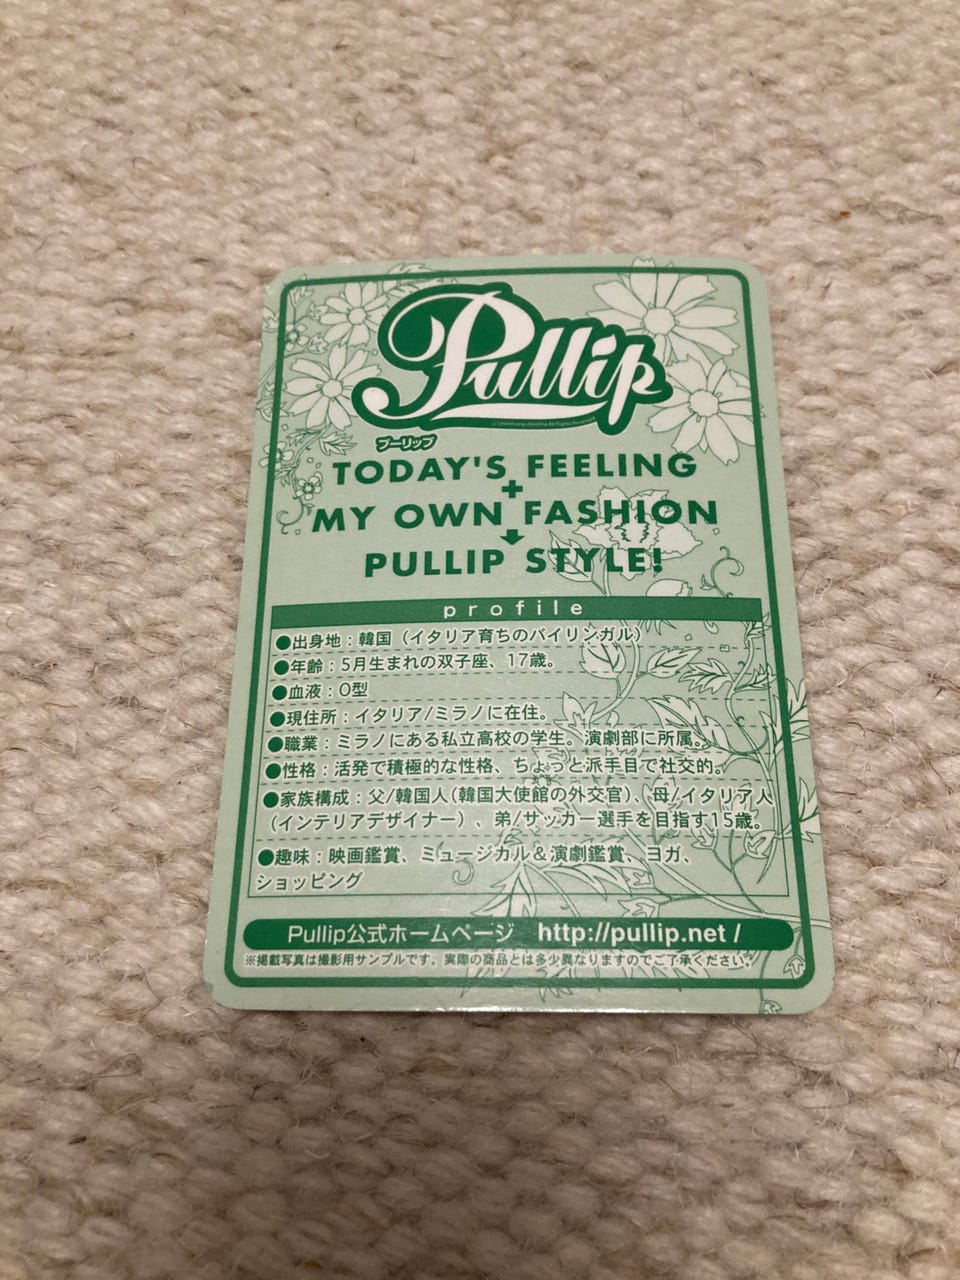 Pullip
プーリップ
TODAY'S FEELING
+
MY OWN FASHION
PULLIP STYLE!
profile
●出身地：韓国（イタリア育ちのバイリンガル）
●年齢：5月生まれの双子座、17歳。
●血液：O型
●現住所：イタリア/ミラノに在住。
●職業：ミラノにある私立高校の学生。演劇部に所属。
●性格：活発で積極的な性格、ちょっと派手目で社交的。
●家族構成：父/韓国人(韓国大使館の外交官)、母/イタリア人
（インテリアデザイナー）、弟/サッカー選手を目指す15歳。
●趣味：映画鑑賞、ミュージカル＆演劇鑑賞、ヨガ、
ショッピング
Pullip公式ホームページ http://pullip.net /
※掲載写真は撮影用サンプルです。実際の商品とは多少異なりますのでご了承ください。